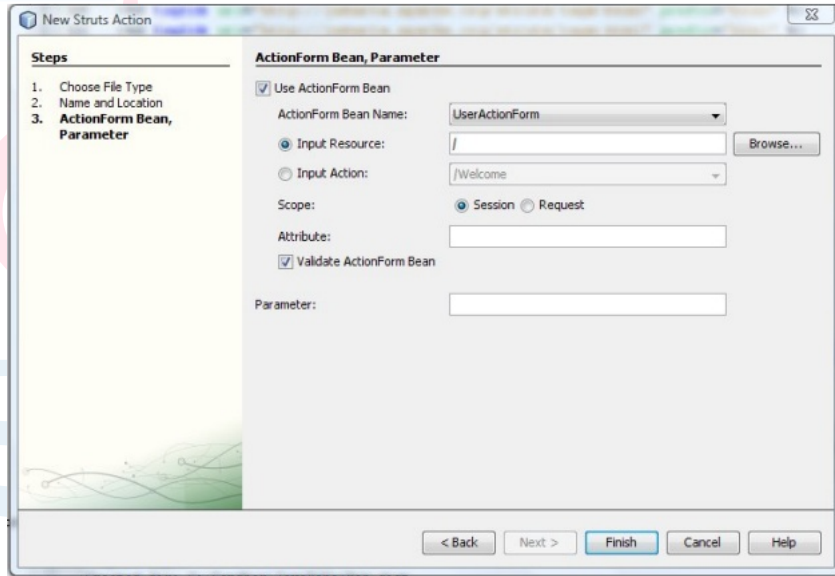 New Struts Action
Steps
1. Choose File Type
2. Name and Location
3. ActionForm Bean,
Parameter
ActionForm Bean, Parameter
Use ActionForm Bean
ActionForm Bean Name: UserActionForm
Input Resource: / Browse...
Input Action: /Welcome
Scope: Session Request
Attribute:
Validate ActionForm Bean
Parameter:
< Back Next > Finish Cancel Help